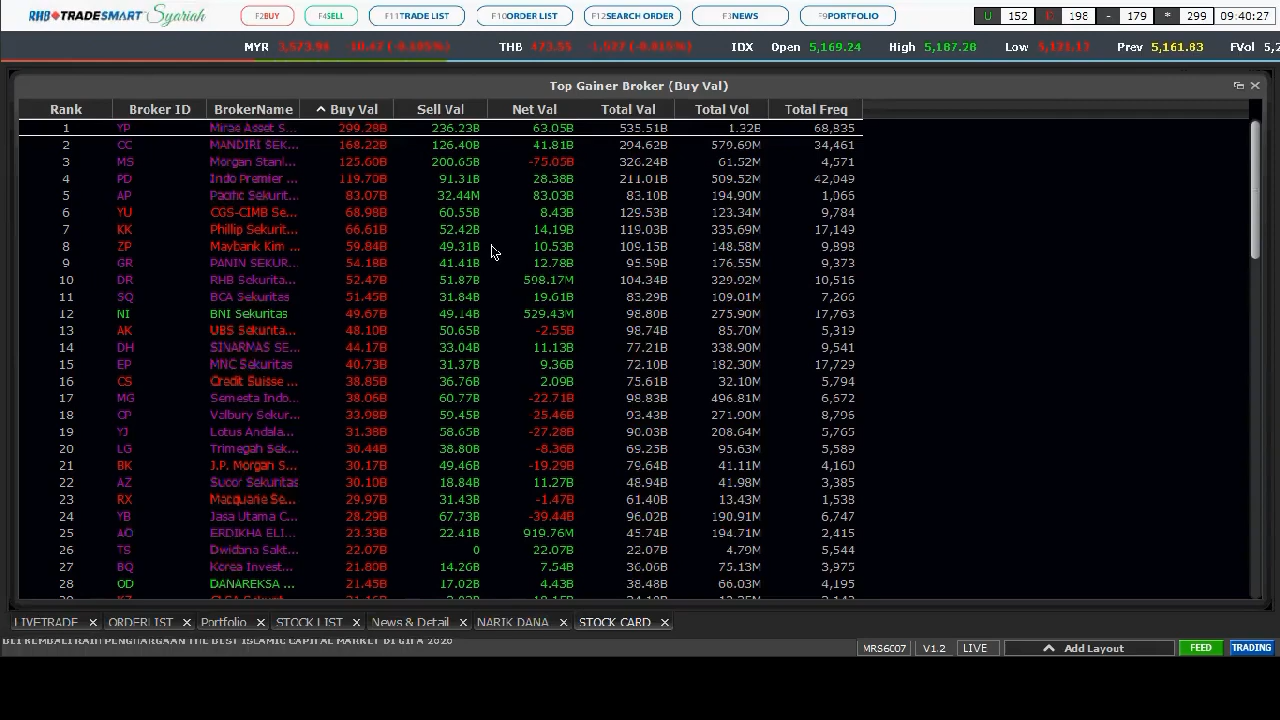 RHB TRADESMART Syariah F2BUY F4SELL F11TRADE LIST F10ORDER LIST F12SEARCH ORDER F3NEWS F9PORTFOLIO U 152 198 - 179 * 299 09:40:27
MYR THB IDX Open 5,169.24 High 5,187.28 Low Prev 5,161.83 FVol
Top Gainer Broker (Buy Val)
Rank Broker ID BrokerName Buy Val Sell Val Net Val Total Val Total Vol Total Freq
1 YP Mirae Asset S... 299.28B 236.23B 63.05B 535.51B 1.32B 68,835
2 CC MANDIRI SEK... 168.22B 126.40B 41.81B 294.62B 579.69M 34,461
3 MS Morgan Stanl... 125.60B 200.65B -75.05B 326.24B 61.52M 4,571
4 PD Indo Premier ... 119.70B 91.31B 28.38B 211.01B 509.52M 42,049
5 AP Pacific Sekurit... 83.07B 32.44M 83.03B 83.10B 194.90M 1,066
6 YU CGS-CIMB Se... 68.98B 60.55B 8.43B 129.53B 123.34M 9,784
7 KK Phillip Sekurit... 66.61B 52.42B 14.19B 119.03B 335.69M 17,149
8 ZP Maybank Kim ... 59.84B 49.31B 10.53B 109.15B 148.58M 9,898
9 GR PANIN SEKUR... 54.18B 41.41B 12.78B 95.59B 176.55M 9,373
10 DR RHB Sekurita... 52.47B 51.87B 598.17M 104.34B 329.92M 10,516
11 SQ BCA Sekuritas 51.45B 31.84B 19.61B 83.29B 109.01M 7,266
12 NI BNI Sekuritas 49.67B 49.14B 529.43M 98.80B 275.90M 17,763
13 AK UBS Sekurita... 48.10B 50.65B -2.55B 98.74B 85.70M 5,319
14 DH SINARMAS SE... 44.17B 33.04B 11.13B 77.21B 338.90M 9,541
15 EP MNC Sekuritas 40.73B 31.37B 9.36B 72.10B 182.30M 17,729
16 CS Credit Suisse ... 38.85B 36.76B 2.09B 75.61B 32.10M 5,794
17 MG Semesta Indo... 38.06B 60.77B -22.71B 98.83B 496.81M 6,672
18 CP Valbury Sekur... 33.98B 59.45B -25.46B 93.43B 271.90M 8,796
19 YJ Lotus Andala... 31.38B 58.65B -27.28B 90.03B 208.64M 5,765
20 LG Trimegah Sek... 30.44B 38.80B -8.36B 69.25B 95.63M 5,589
21 BK J.P. Morgan S... 30.17B 49.46B -19.29B 79.64B 41.11M 4,160
22 AZ Sucor Sekuritas 30.10B 18.84B 11.27B 48.94B 41.98M 3,385
23 RX Macquarie Se... 29.97B 31.43B -1.47B 61.40B 13.43M 1,538
24 YB Jasa Utama C... 28.29B 67.73B -39.44B 96.02B 190.91M 6,747
25 AO ERDIKHA ELI... 23.33B 22.41B 919.76M 45.74B 194.71M 2,415
26 TS Dwidana Sakt... 22.07B 0 22.07B 22.07B 4.79M 5,544
27 BQ Korea Invest... 21.80B 14.26B 7.54B 36.06B 75.13M 3,975
28 OD DANAREKSA ... 21.45B 17.02B 4.43B 38.48B 66.03M 4,195
LIVETRADE ORDERLIST Portfolio STOCK LIST News & Detail NARIK DANA STOCK CARD
PENGHARGAAN THE BEST ISLAMIC CAPITAL MARKET DI GIFA 2020
MRS6007 V1.2 LIVE Add Layout FEED TRADING